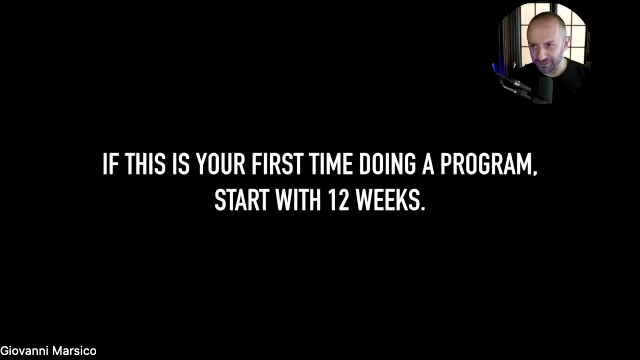 IF THIS IS YOUR FIRST TIME DOING A PROGRAM,
START WITH 12 WEEKS.
Giovanni Marsico